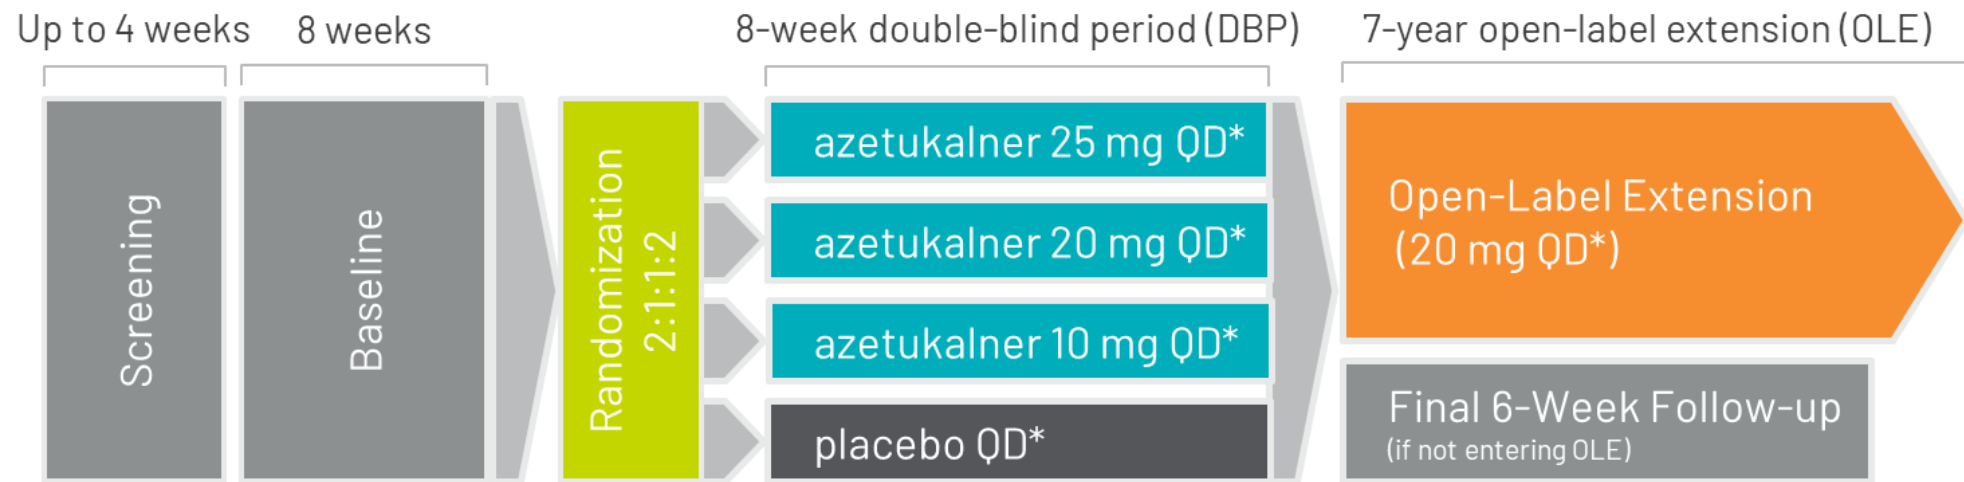 Up to 4 weeks
8 weeks
8-week double-blind period (DBP)
7-year open-label extension (OLE)
Screening
Baseline
Randomization
2:1:1:2
azetukalner 25 mg QD*
azetukalner 20 mg QD*
azetukalner 10 mg QD*
placebo QD*
Open-Label Extension
(20 mg QD*)
Final 6-Week Follow-up
(if not entering OLE)